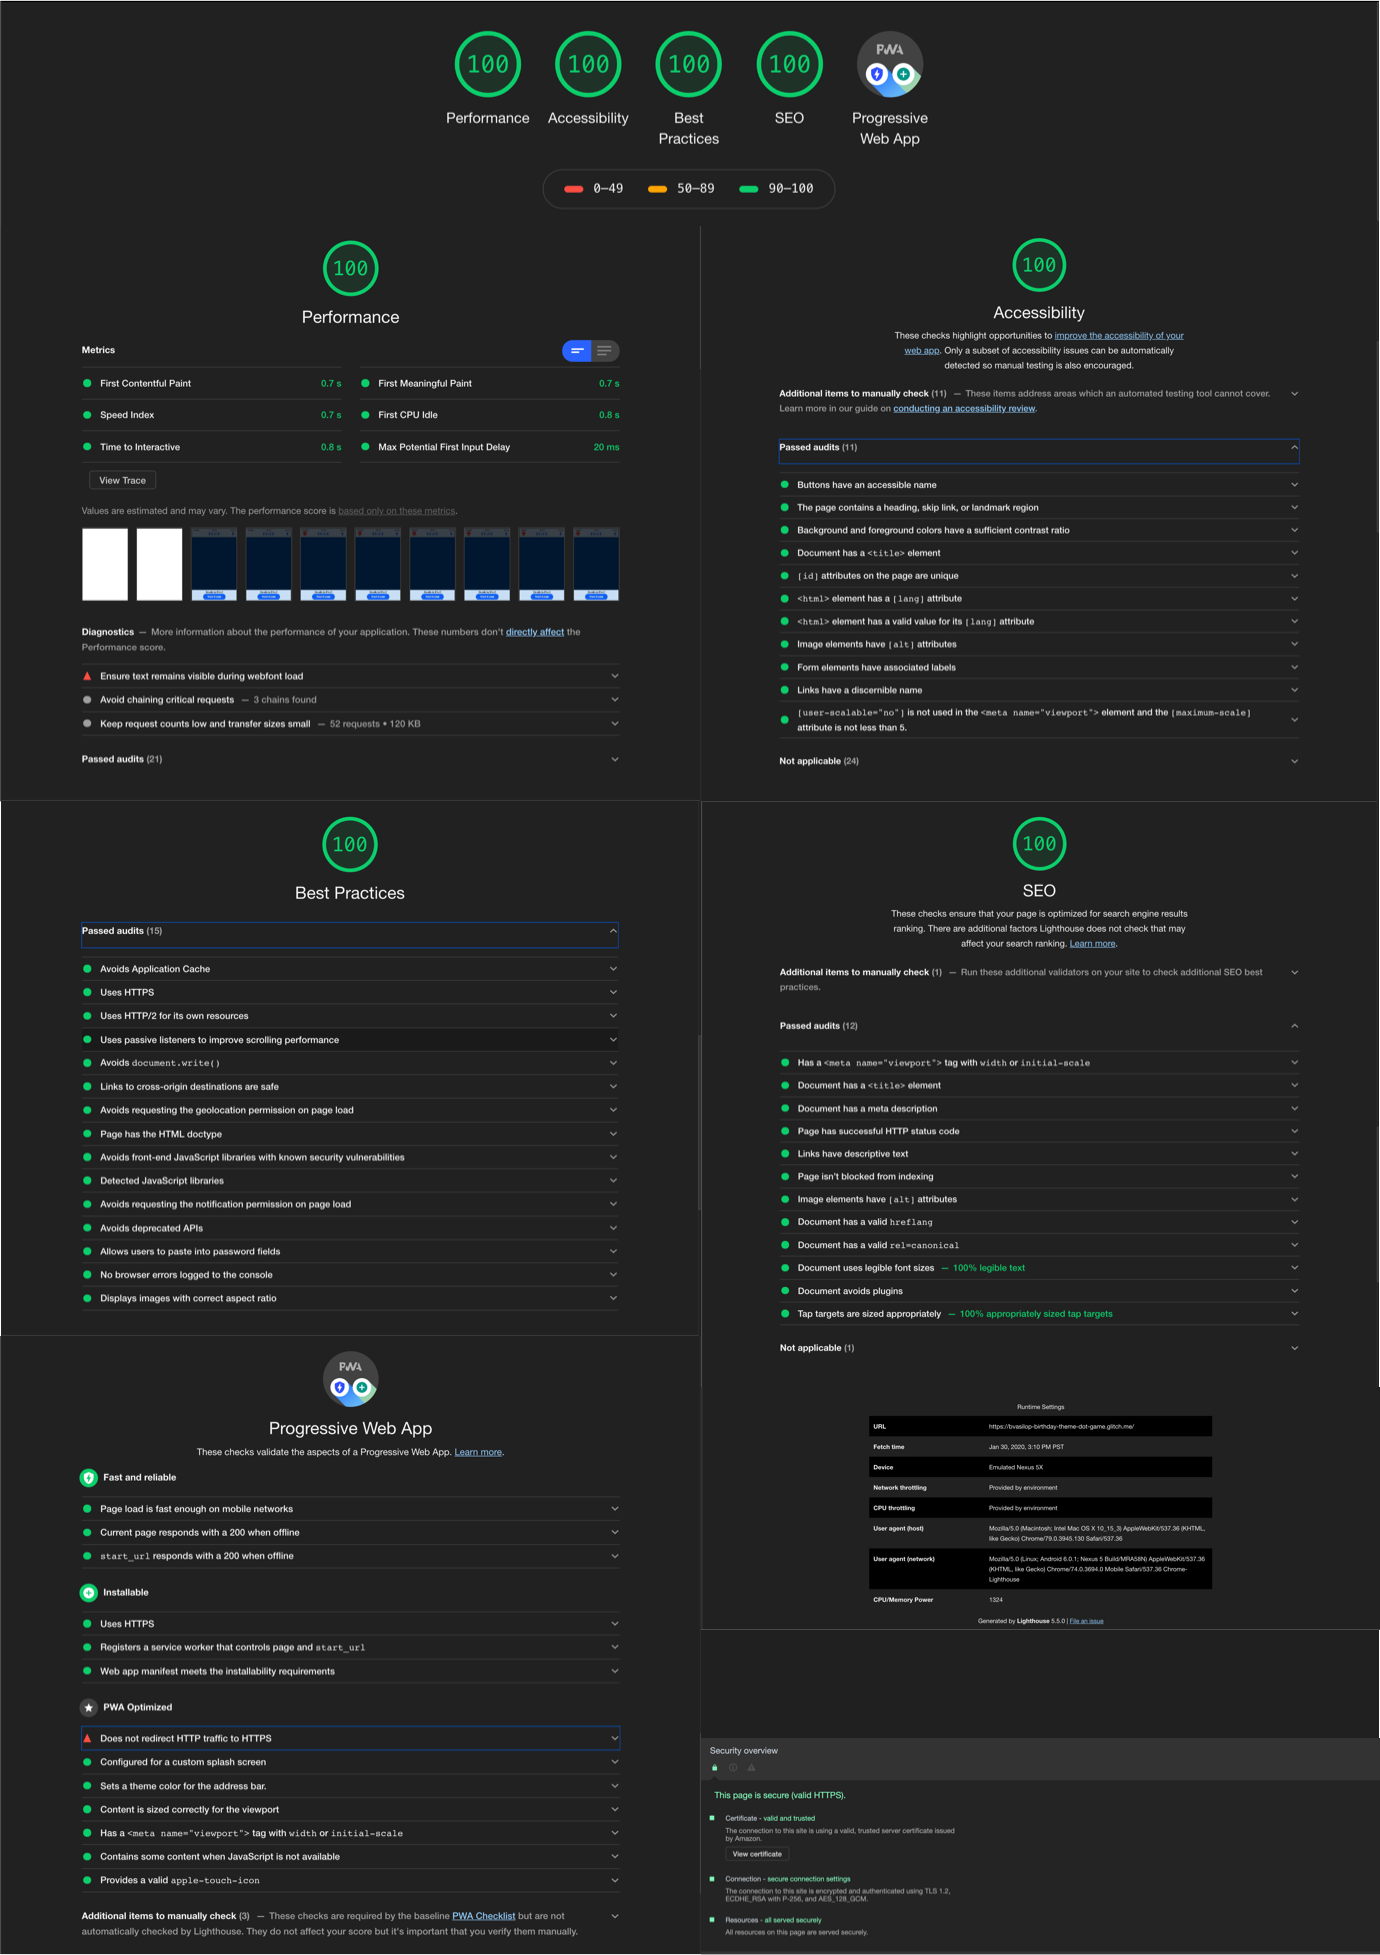 100 100 100 100 PWA
Performance Accessibility Best Practices SEO Progressive Web App
0–49 50–89 90–100
100
Performance
Metrics
First Contentful Paint 0.7 s
First Meaningful Paint 0.7 s
Speed Index 0.7 s
First CPU Idle 0.8 s
Time to Interactive 0.8 s
Max Potential First Input Delay 20 ms
View Trace
Values are estimated and may vary. The performance score is based only on these metrics.
Diagnostics — More information about the performance of your application. These numbers don't directly affect the
Performance score.
Ensure text remains visible during webfont load
Avoid chaining critical requests — 3 chains found
Keep request counts low and transfer sizes small — 52 requests • 120 KB
Passed audits (21)
100
Accessibility
These checks highlight opportunities to improve the accessibility of your
web app. Only a subset of accessibility issues can be automatically
detected so manual testing is also encouraged.
Additional items to manually check (11) — These items address areas which an automated testing tool cannot cover.
Learn more in our guide on conducting an accessibility review.
Passed audits (11)
Buttons have an accessible name
The page contains a heading, skip link, or landmark region
Background and foreground colors have a sufficient contrast ratio
Document has a <title> element
[id] attributes on the page are unique
<html> element has a [lang] attribute
<html> element has a valid value for its [lang] attribute
Image elements have [alt] attributes
Form elements have associated labels
Links have a discernible name
[user-scalable="no"] is not used in the <meta name="viewport"> element and the [maximum-scale]
attribute is not less than 5.
Not applicable (24)
100
Best Practices
Passed audits (15)
Avoids Application Cache
Uses HTTPS
Uses HTTP/2 for its own resources
Uses passive listeners to improve scrolling performance
Avoids document.write()
Links to cross-origin destinations are safe
Avoids requesting the geolocation permission on page load
Page has the HTML doctype
Avoids front-end JavaScript libraries with known security vulnerabilities
Detected JavaScript libraries
Avoids requesting the notification permission on page load
Avoids deprecated APIs
Allows users to paste into password fields
No browser errors logged to the console
Displays images with correct aspect ratio
100
SEO
These checks ensure that your page is optimized for search engine results
ranking. There are additional factors Lighthouse does not check that may
affect your search ranking. Learn more.
Additional items to manually check (1) — Run these additional validators on your site to check additional SEO best
practices.
Passed audits (12)
Has a <meta name="viewport"> tag with width or initial-scale
Document has a <title> element
Document has a meta description
Page has successful HTTP status code
Links have descriptive text
Page isn't blocked from indexing
Image elements have [alt] attributes
Document has a valid hreflang
Document has a valid rel=canonical
Document uses legible font sizes — 100% legible text
Document avoids plugins
Tap targets are sized appropriately — 100% appropriately sized tap targets
Not applicable (1)
PWA
Progressive Web App
These checks validate the aspects of a Progressive Web App. Learn more.
Fast and reliable
Page load is fast enough on mobile networks
Current page responds with a 200 when offline
start_url responds with a 200 when offline
Installable
Uses HTTPS
Registers a service worker that controls page and start_url
Web app manifest meets the installability requirements
PWA Optimized
Does not redirect HTTP traffic to HTTPS
Configured for a custom splash screen
Sets a theme color for the address bar.
Content is sized correctly for the viewport
Has a <meta name="viewport"> tag with width or initial-scale
Contains some content when JavaScript is not available
Provides a valid apple-touch-icon
Additional items to manually check (3) — These checks are required by the baseline PWA Checklist but are not
automatically checked by Lighthouse. They do not affect your score but it's important that you verify them manually.
Runtime Settings
URL https://bvasilop-birthday-theme-dot-game.glitch.me/
Fetch time Jan 30, 2020, 3:10 PM PST
Device Emulated Nexus 5X
Network throttling Provided by environment
CPU throttling Provided by environment
User agent (host) Mozilla/5.0 (Macintosh; Intel Mac OS X 10_15_3) AppleWebKit/537.36 (KHTML,
like Gecko) Chrome/79.0.3945.130 Safari/537.36
User agent (network) Mozilla/5.0 (Linux; Android 6.0.1; Nexus 5 Build/MRA58N) AppleWebKit/537.36
(KHTML, like Gecko) Chrome/74.0.3694.0 Mobile Safari/537.36 Chrome-
Lighthouse
CPU/Memory Power 1324
Generated by Lighthouse 5.5.0 | File an issue
Security overview
This page is secure (valid HTTPS).
Certificate - valid and trusted
The connection to this site is using a valid, trusted server certificate issued
by Amazon.
View certificate
Connection - secure connection settings
The connection to this site is encrypted and authenticated using TLS 1.2,
ECDHE_RSA with P-256, and AES_128_GCM.
Resources - all served securely
All resources on this page are served securely.